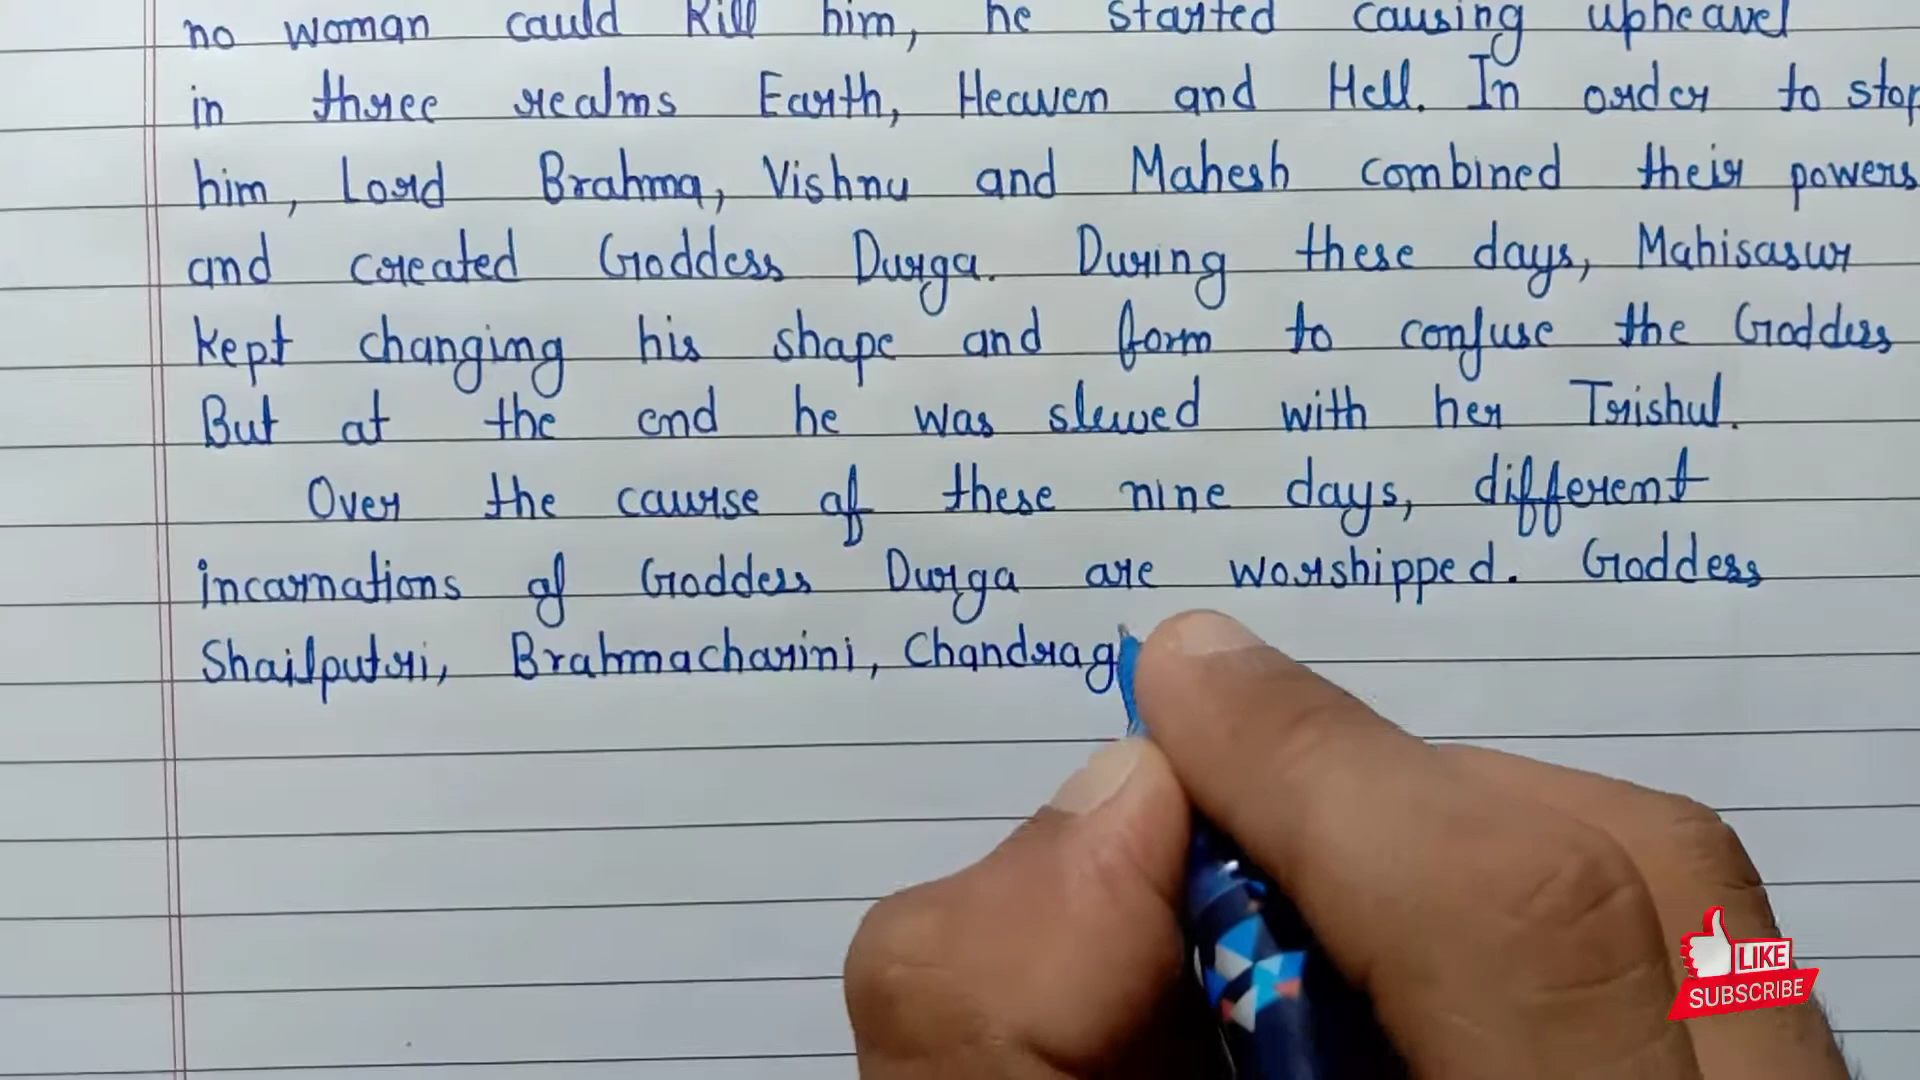 no woman could kill him, he started causing upheavel
in three realms Earth, Heaven and Hell. In order to stop
him, Lord Brahma, Vishnu and Mahesh combined their powers
and created Goddess Durga. During these days, Mahisasur
kept changing his shape and form to confuse the Goddess
But at the end he was slewed with her Trishul.
Over the course of these nine days, different
incarnations of Goddess Durga are worshipped. Goddess
Shailputri, Brahmacharini, Chandrag
LIKE
SUBSCRIBE